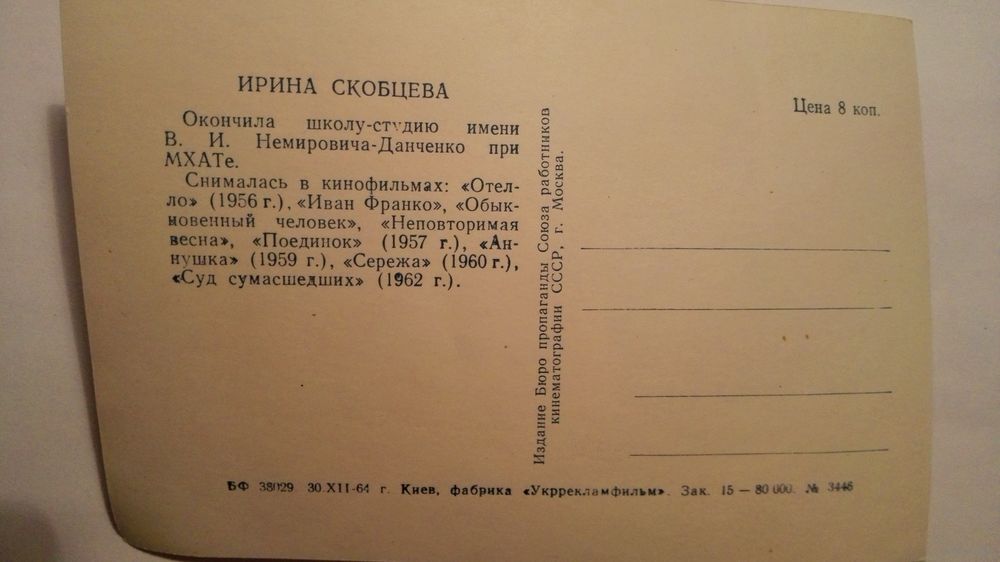 ИРИНА СКОБЦЕВА
Окончила школу-студию имени
В. И. Немировича-Данченко при
МХАТе.
Снималась в кинофильмах: «Отел-
ло» (1956 г.), «Иван Франко», «Обык-
новенный человек», «Неповторимая
весна», «Поединок» (1957 г.), «Ан-
нушка» (1959 г.), «Сережа» (1960 г.),
«Суд сумасшедших» (1962 г.).
Издание Бюро пропаганды Союза работников
кинематографии СССР, г. Москва.
Цена 8 коп.
БФ 38029. 30.XII-64 г. Киев, фабрика «Укррекламфильм». Зак. 15 — 80 000. № 3446